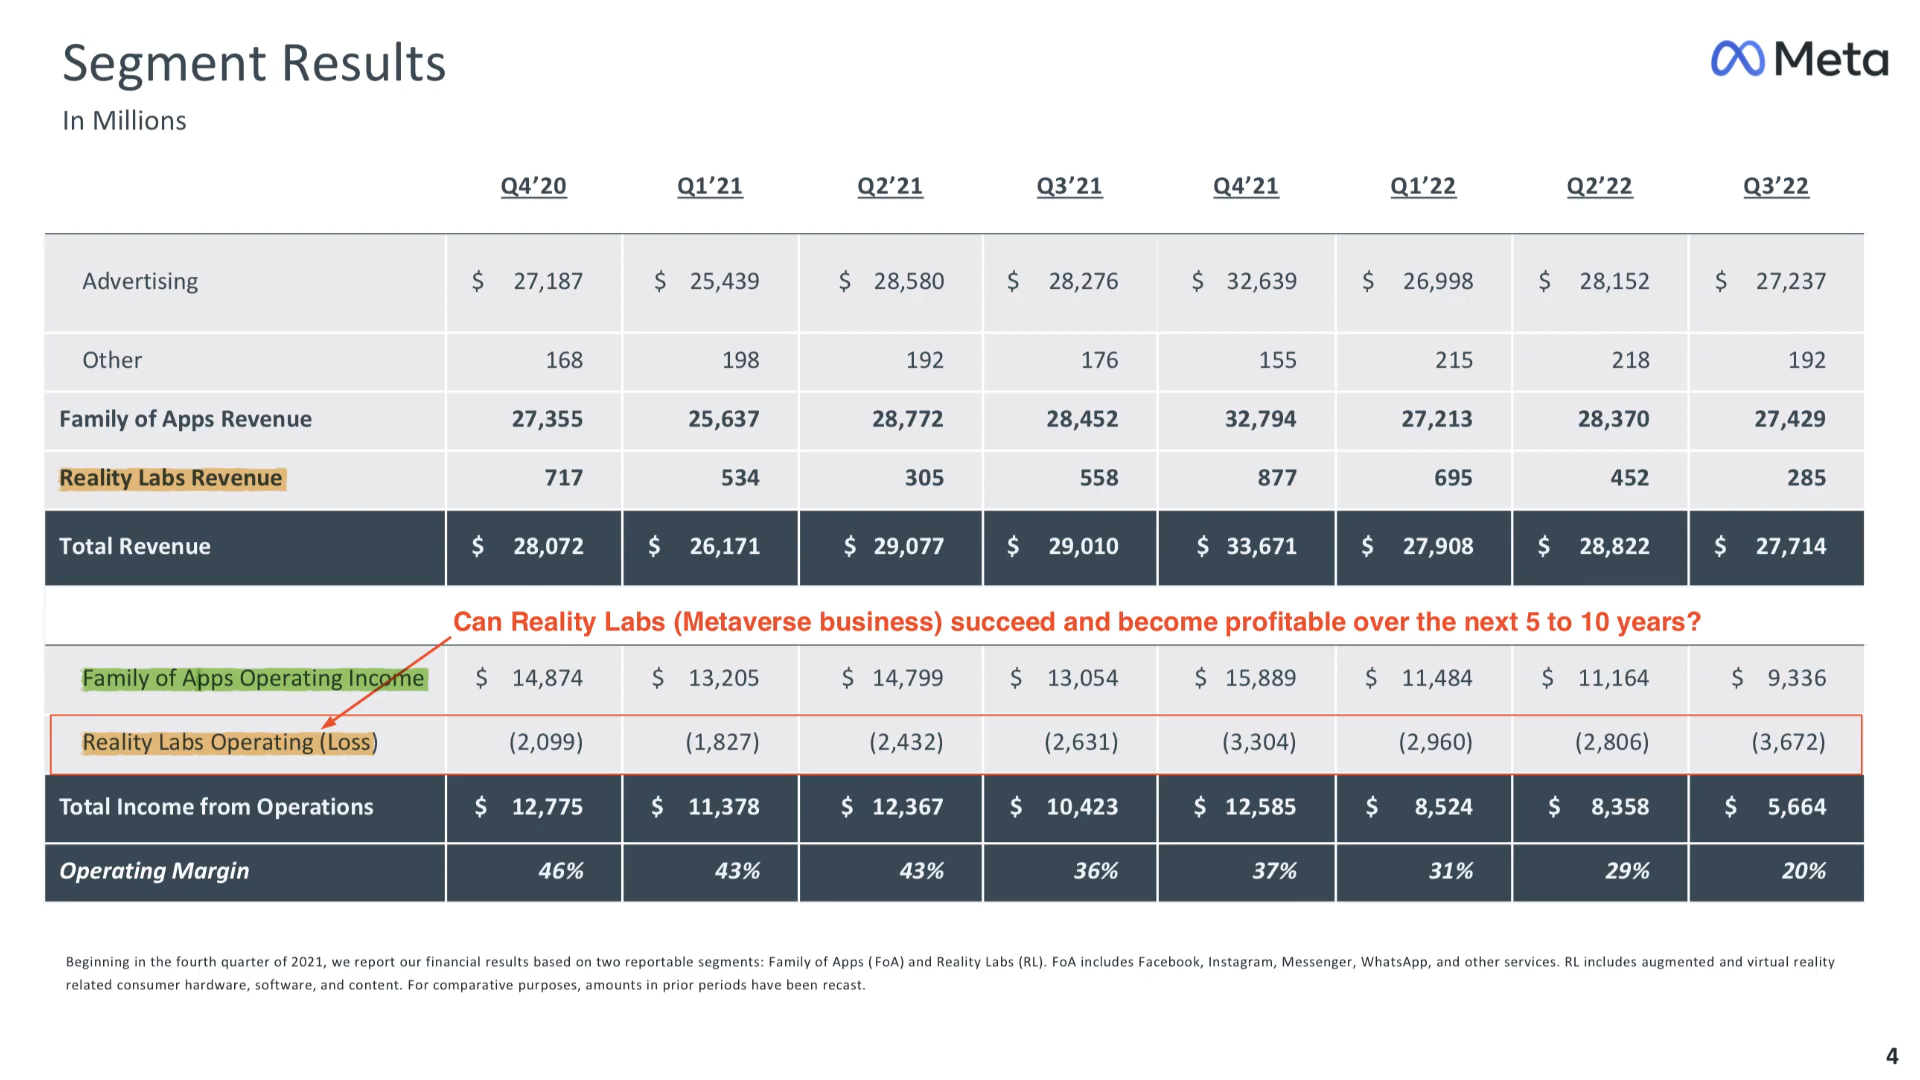 Segment Results
Meta
In Millions
Q4’20 Q1’21 Q2’21 Q3’21 Q4’21 Q1’22 Q2’22 Q3’22
Advertising $ 27,187 $ 25,439 $ 28,580 $ 28,276 $ 32,639 $ 26,998 $ 28,152 $ 27,237
Other 168 198 192 176 155 215 218 192
Family of Apps Revenue 27,355 25,637 28,772 28,452 32,794 27,213 28,370 27,429
Reality Labs Revenue 717 534 305 558 877 695 452 285
Total Revenue $ 28,072 $ 26,171 $ 29,077 $ 29,010 $ 33,671 $ 27,908 $ 28,822 $ 27,714
Can Reality Labs (Metaverse business) succeed and become profitable over the next 5 to 10 years?
Family of Apps Operating Income $ 14,874 $ 13,205 $ 14,799 $ 13,054 $ 15,889 $ 11,484 $ 11,164 $ 9,336
Reality Labs Operating (Loss) (2,099) (1,827) (2,432) (2,631) (3,304) (2,960) (2,806) (3,672)
Total Income from Operations $ 12,775 $ 11,378 $ 12,367 $ 10,423 $ 12,585 $ 8,524 $ 8,358 $ 5,664
Operating Margin 46% 43% 43% 36% 37% 31% 29% 20%
Beginning in the fourth quarter of 2021, we report our financial results based on two reportable segments: Family of Apps (FoA) and Reality Labs (RL). FoA includes Facebook, Instagram, Messenger, WhatsApp, and other services. RL includes augmented and virtual reality
related consumer hardware, software, and content. For comparative purposes, amounts in prior periods have been recast.
4